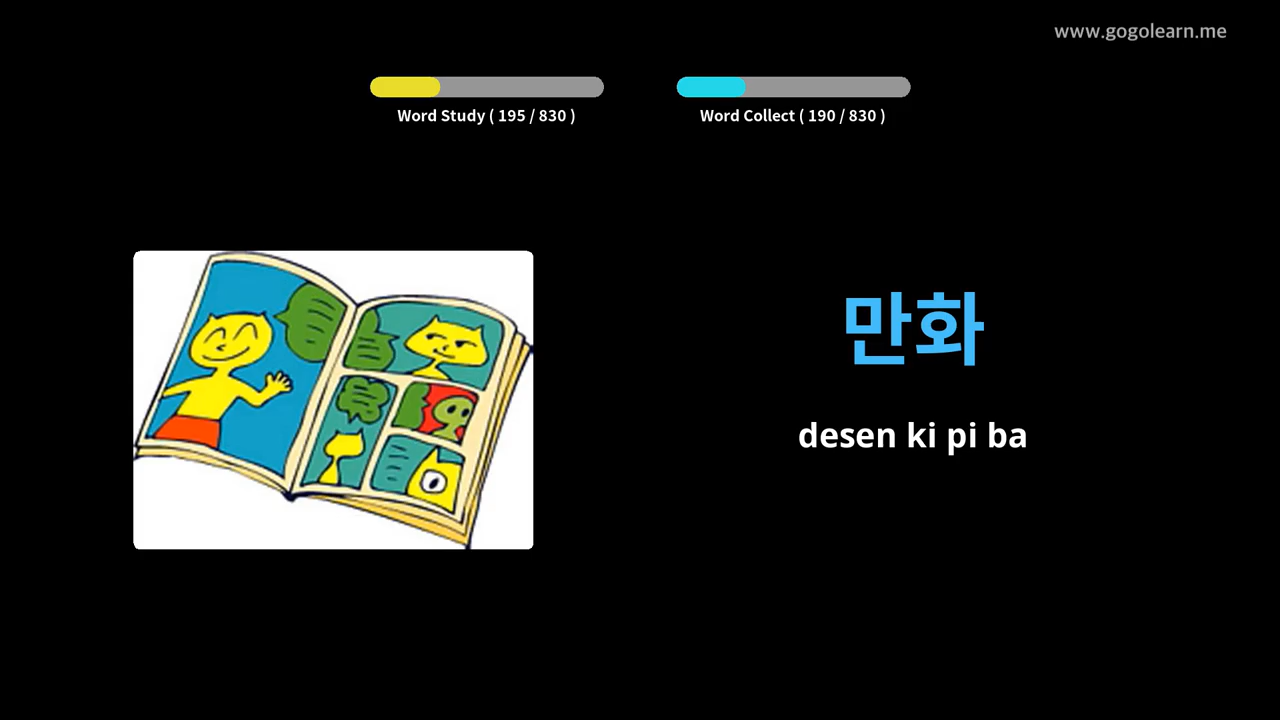 www.gogolearn.me
Word Study ( 195 / 830 )
Word Collect ( 190 / 830 )
만화
desen ki pi ba